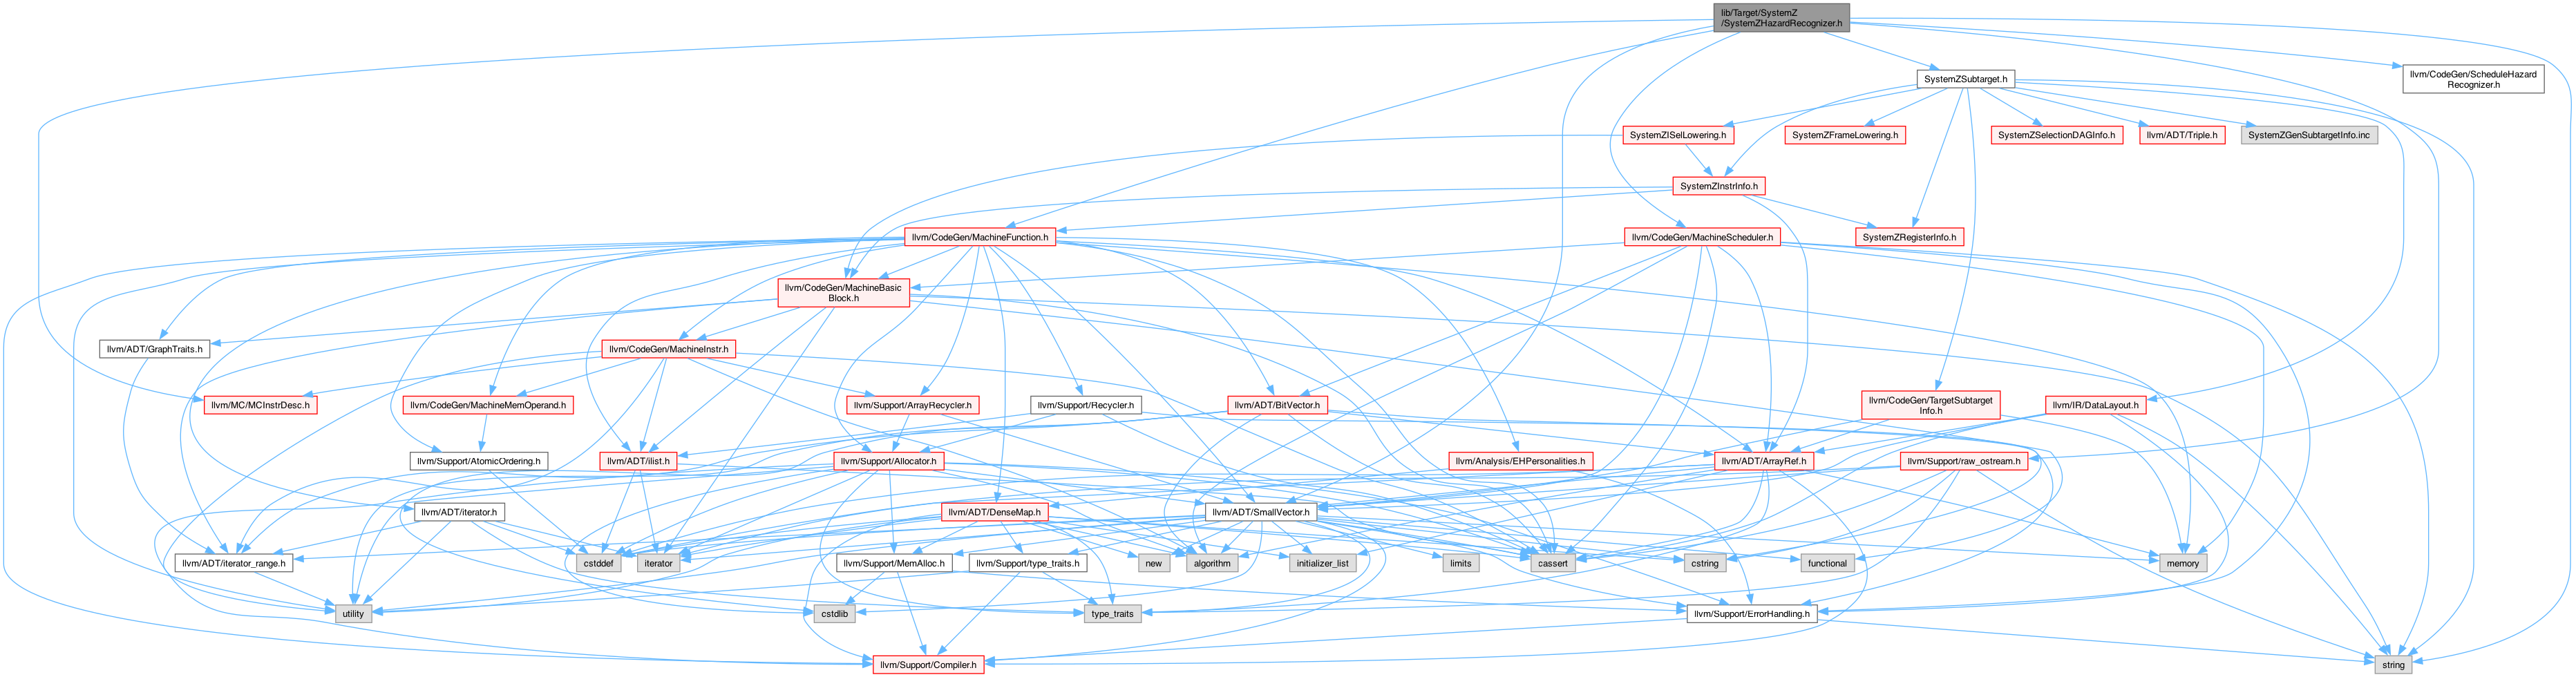 lib/Target/SystemZ
/SystemZHazardRecognizer.h
SystemZSubtarget.h
llvm/CodeGen/ScheduleHazard
Recognizer.h
SystemZISelLowering.h
SystemZFrameLowering.h
SystemZSelectionDAGInfo.h
llvm/ADT/Triple.h
SystemZGenSubtargetInfo.inc
SystemZInstrInfo.h
llvm/CodeGen/MachineFunction.h
llvm/CodeGen/MachineScheduler.h
SystemZRegisterInfo.h
llvm/CodeGen/MachineBasic
Block.h
llvm/ADT/GraphTraits.h
llvm/CodeGen/MachineInstr.h
llvm/MC/MCInstrDesc.h
llvm/CodeGen/MachineMemOperand.h
llvm/Support/ArrayRecycler.h
llvm/Support/Recycler.h
llvm/ADT/BitVector.h
llvm/CodeGen/TargetSubtarget
Info.h
llvm/IR/DataLayout.h
llvm/Support/AtomicOrdering.h
llvm/ADT/ilist.h
llvm/Support/Allocator.h
llvm/Analysis/EHPersonalities.h
llvm/ADT/ArrayRef.h
llvm/Support/raw_ostream.h
llvm/ADT/iterator.h
llvm/ADT/DenseMap.h
llvm/ADT/SmallVector.h
llvm/ADT/iterator_range.h
cstddef
iterator
llvm/Support/MemAlloc.h
llvm/Support/type_traits.h
new
algorithm
initializer_list
limits
cassert
cstring
functional
memory
utility
cstdlib
type_traits
llvm/Support/ErrorHandling.h
llvm/Support/Compiler.h
string